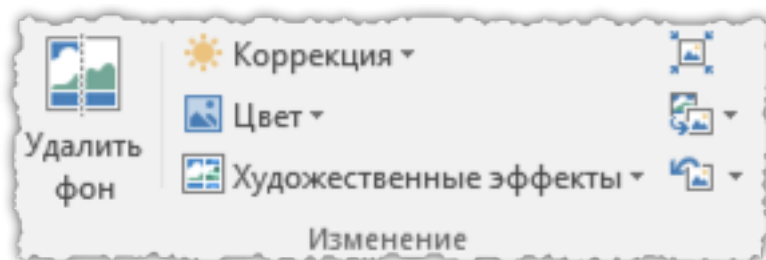 Удалить
фон
Коррекция
Цвет
Художественные эффекты
Изменение